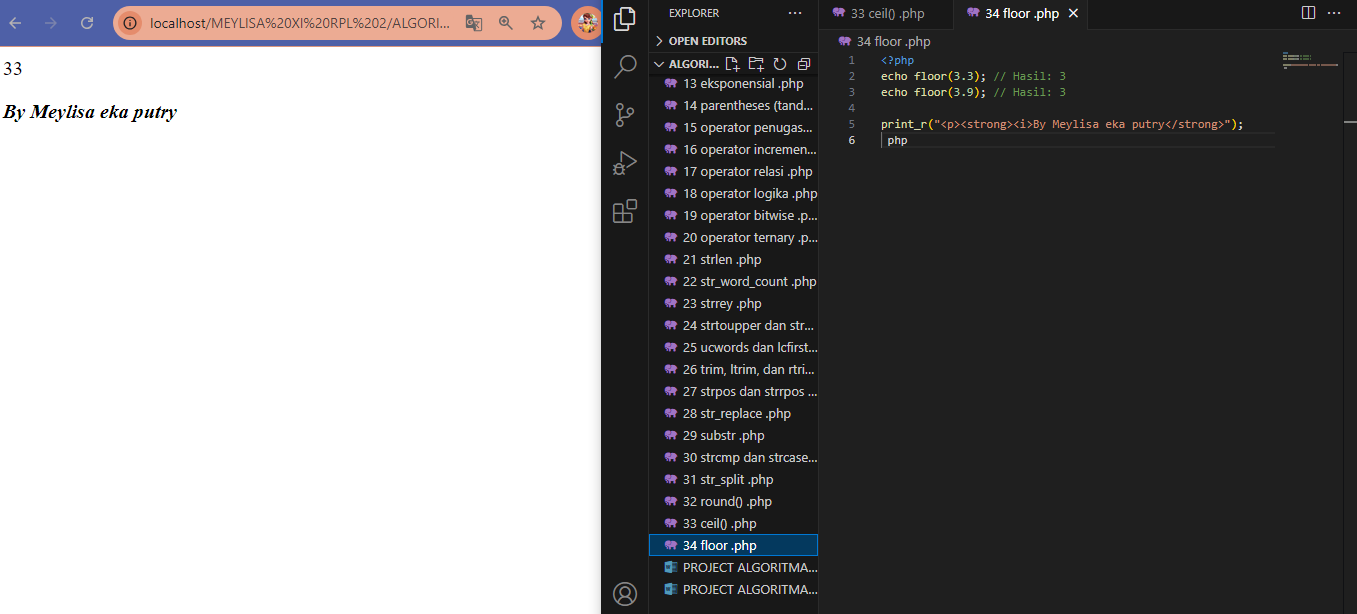 localhost/MEYLISA%20XI%20RPL%202/ALGORI...
33
By Meylisa eka putry
EXPLORER
OPEN EDITORS
ALGORI...
13 eksponensial .php
14 parentheses (tand...
15 operator penugas...
16 operator incremen...
17 operator relasi .php
18 operator logika .php
19 operator bitwise .p...
20 operator ternary .p...
21 strlen .php
22 str_word_count .php
23 strrey .php
24 strtoupper dan str...
25 ucwords dan lcfirst...
26 trim, ltrim, dan rtri...
27 strpos dan strrpos ...
28 str_replace .php
29 substr .php
30 strcmp dan strcase...
31 str_split .php
32 round() .php
33 ceil() .php
34 floor .php
PROJECT ALGORITMA...
PROJECT ALGORITMA...
33 ceil() .php
34 floor .php
34 floor .php
1 <?php
2 echo floor(3.3); // Hasil: 3
3 echo floor(3.9); // Hasil: 3
4
5 print_r("<p><strong><i>By Meylisa eka putry</strong>");
6 php